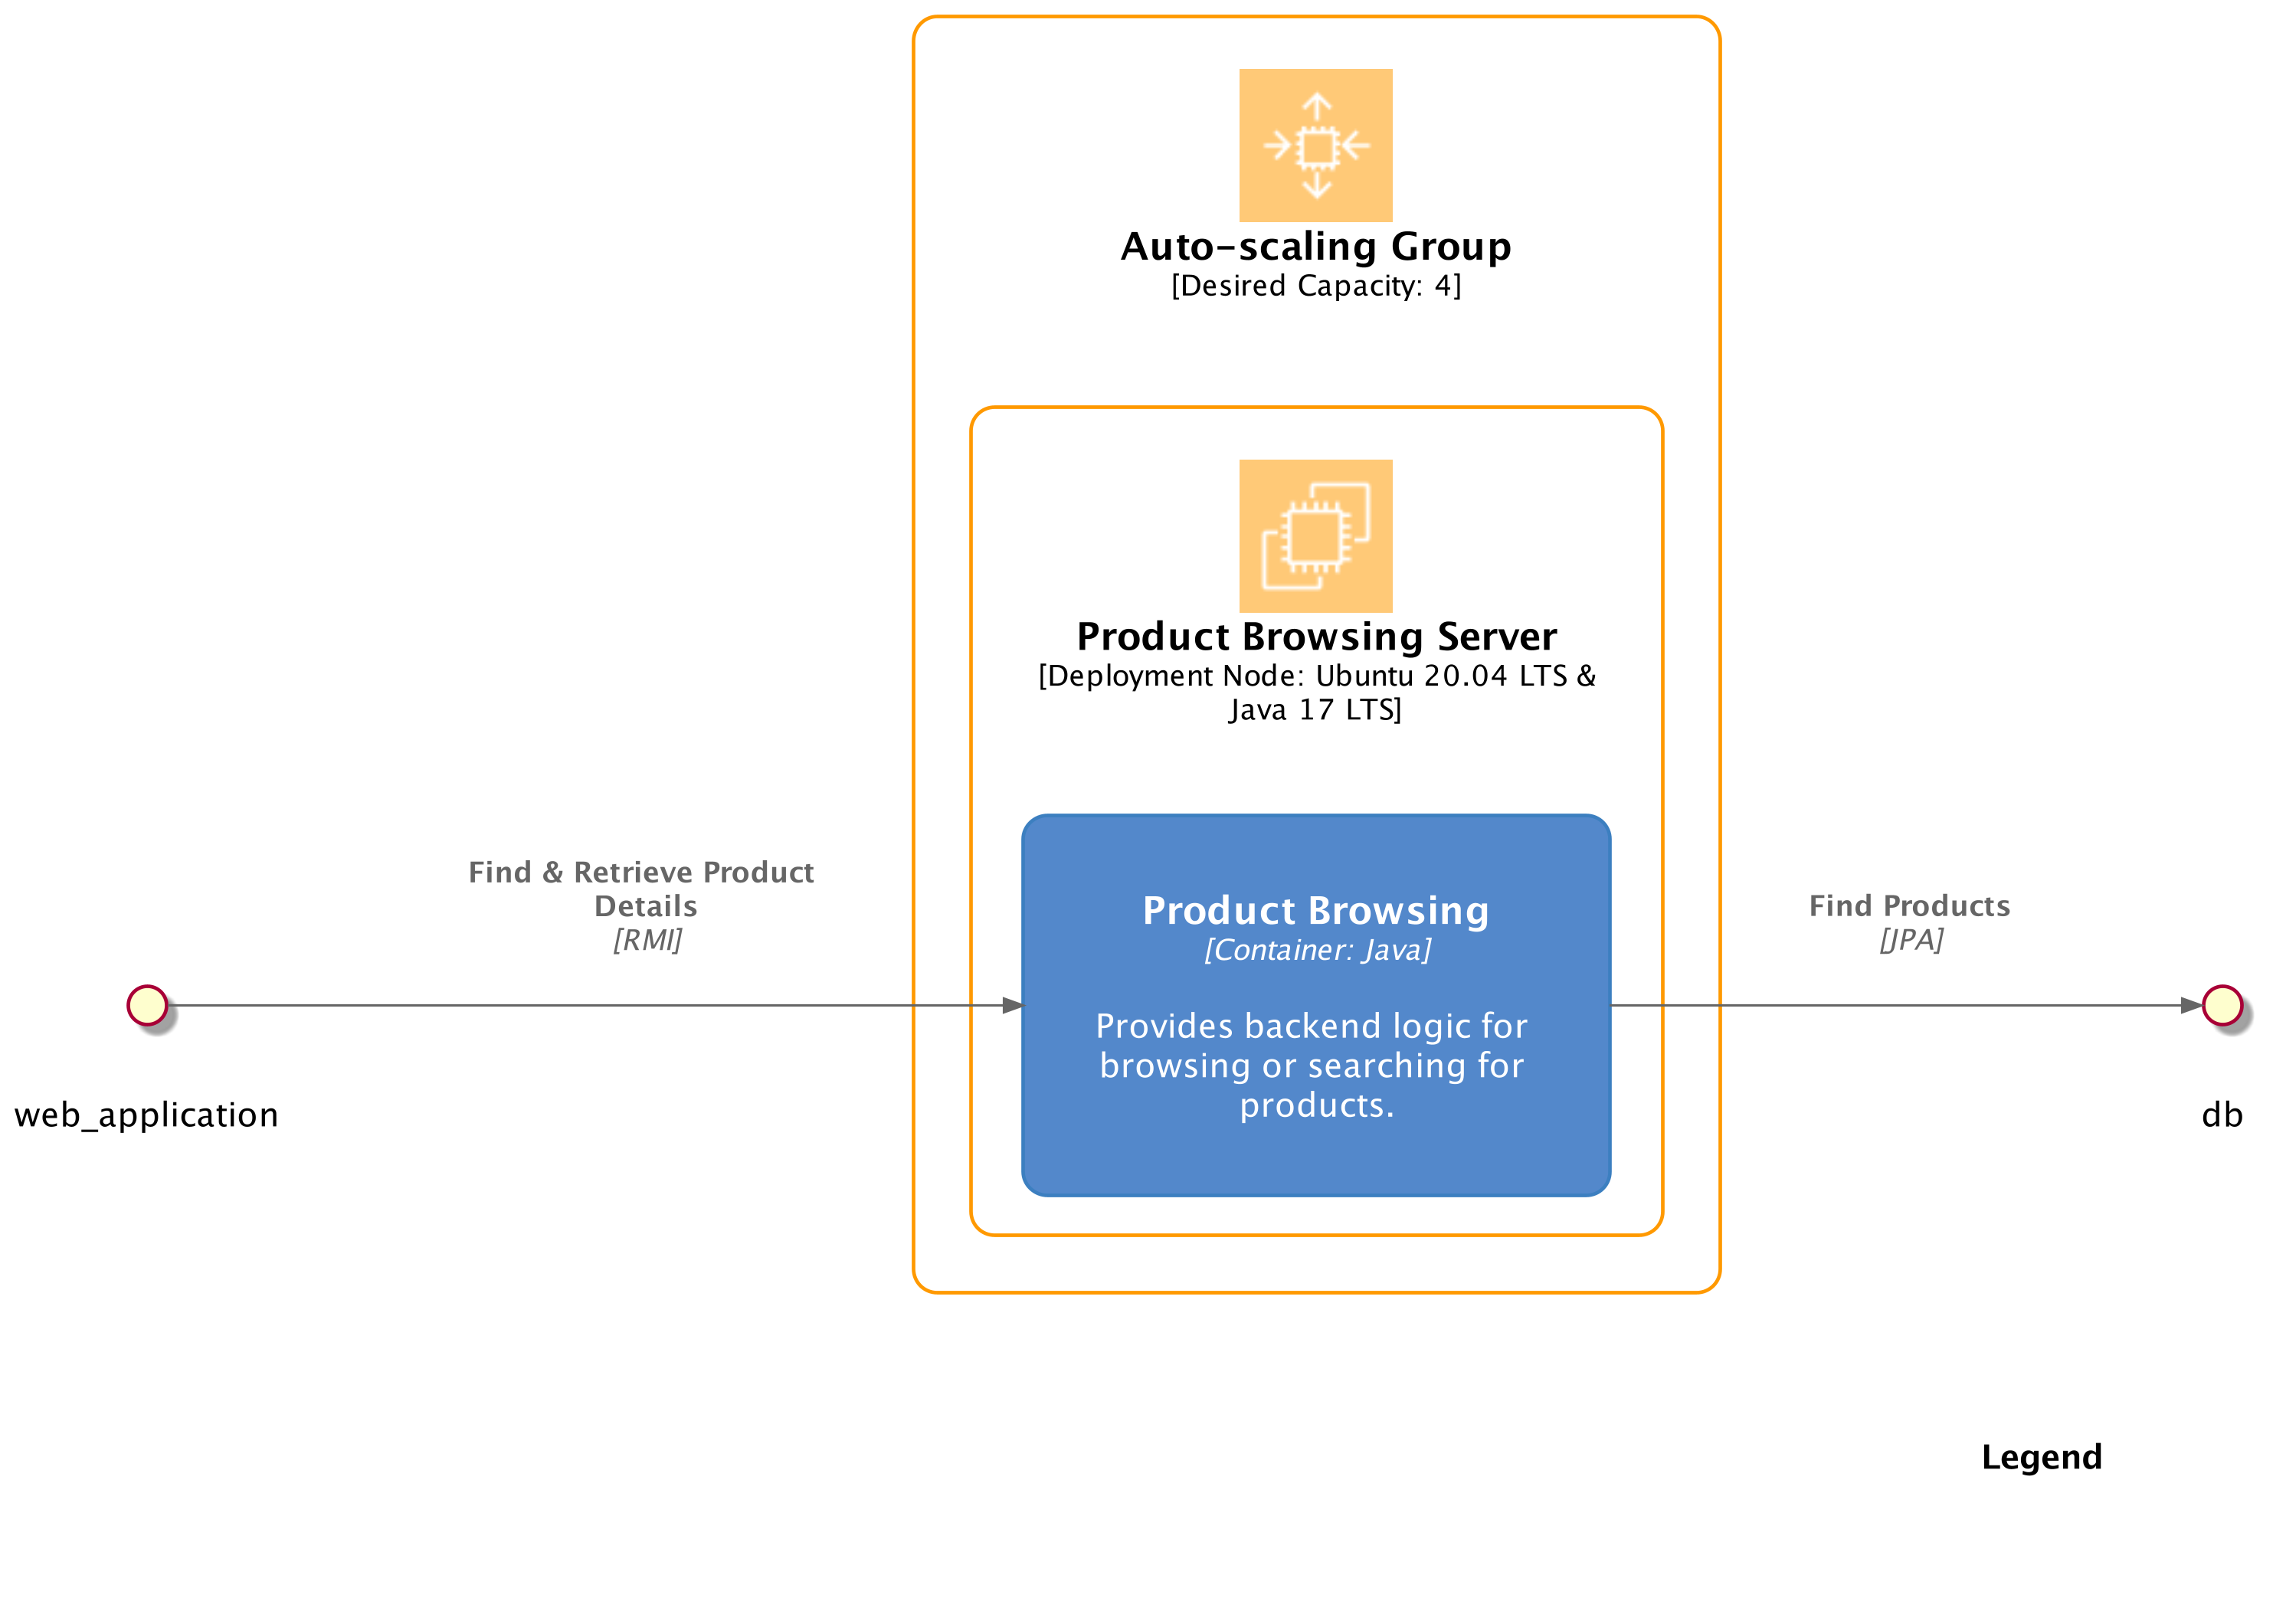 Auto-scaling Group
[Desired Capacity: 4]
Product Browsing Server
[Deployment Node: Ubuntu 20.04 LTS &
Java 17 LTS]
Find & Retrieve Product
Details
[RMI]
Product Browsing
[Container: Java]
Provides backend logic for
browsing or searching for
products.
Find Products
[JPA]
web_application
db
Legend